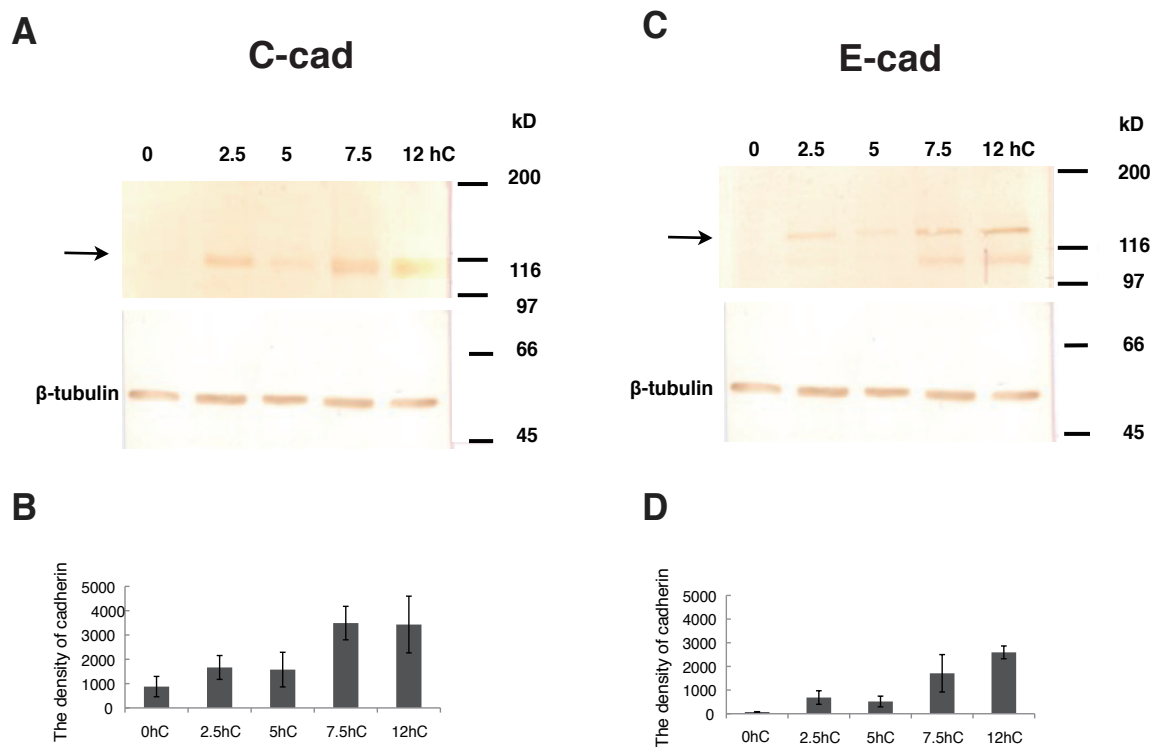 A
C-cad
kD
0 2.5 5 7.5 12 hC
200
116
97
66
β-tubulin
45
C
E-cad
kD
0 2.5 5 7.5 12 hC
200
116
97
66
β-tubulin
45
B
The density of cadherin
5000
4000
3000
2000
1000
0
0hC 2.5hC 5hC 7.5hC 12hC
D
The density of cadherin
5000
4000
3000
2000
1000
0
0hC 2.5hC 5hC 7.5hC 12hC